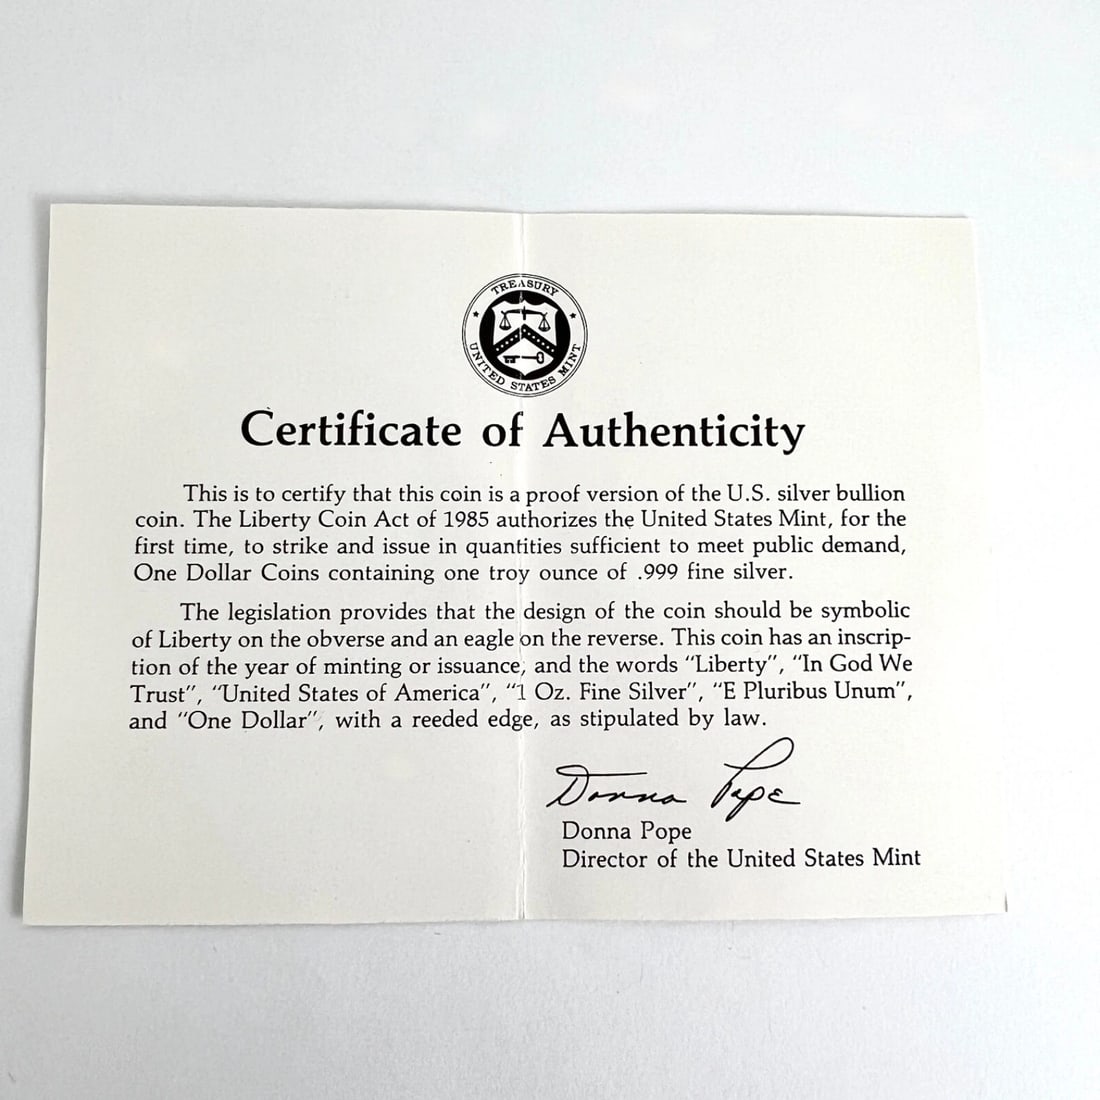 TREASURY
UNITED STATES MINT
Certificate of Authenticity
This is to certify that this coin is a proof version of the U.S. silver bullion
coin. The Liberty Coin Act of 1985 authorizes the United States Mint, for the
first time, to strike and issue in quantities sufficient to meet public demand,
One Dollar Coins containing one troy ounce of .999 fine silver.
The legislation provides that the design of the coin should be symbolic
of Liberty on the obverse and an eagle on the reverse. This coin has an inscrip-
tion of the year of minting or issuance, and the words “Liberty”, “In God We
Trust”, “United States of America”, “1 Oz. Fine Silver”, “E Pluribus Unum”,
and “One Dollar”, with a reeded edge, as stipulated by law.
Donna Pope
Donna Pope
Director of the United States Mint